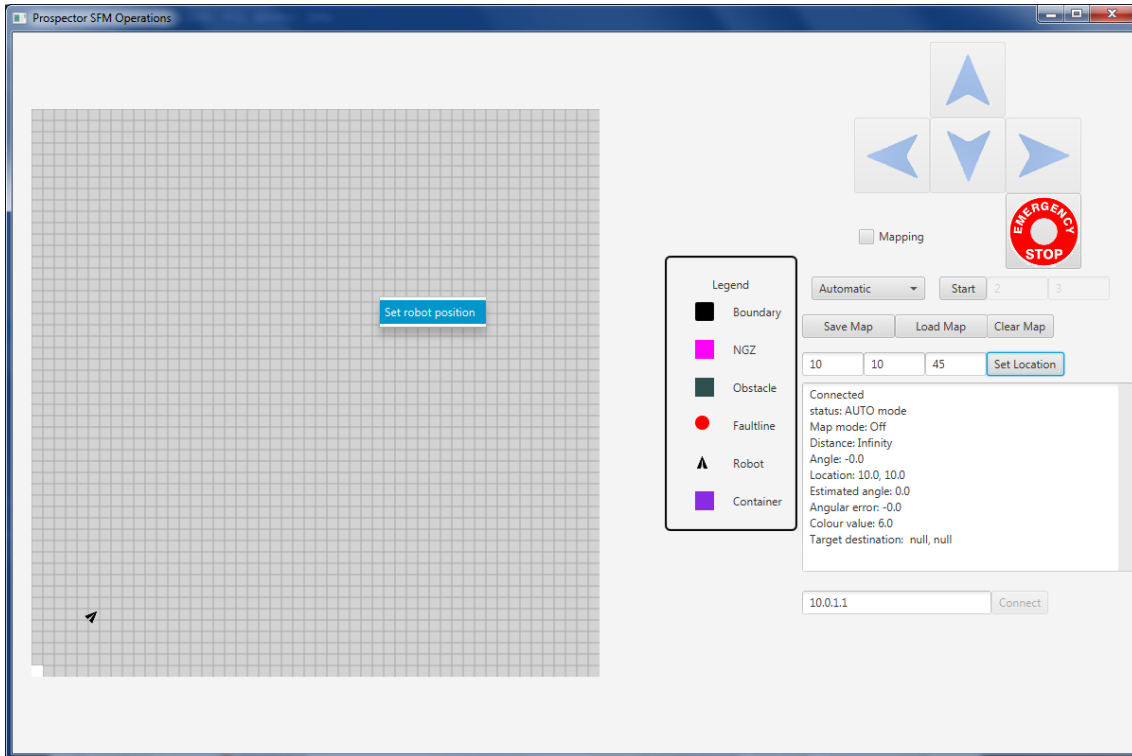 Prospector SFM Operations
EMERGENCY
STOP
Mapping
Automatic
Start
2
3
Save Map
Load Map
Clear Map
10
10
45
Set Location
Set robot position
Legend
Boundary
NGZ
Obstacle
Faultline
Robot
Container
Connected
status: AUTO mode
Map mode: Off
Distance: Infinity
Angle: -0.0
Location: 10.0, 10.0
Estimated angle: 0.0
Angular error: -0.0
Colour value: 6.0
Target destination:  null, null
10.0.1.1
Connect